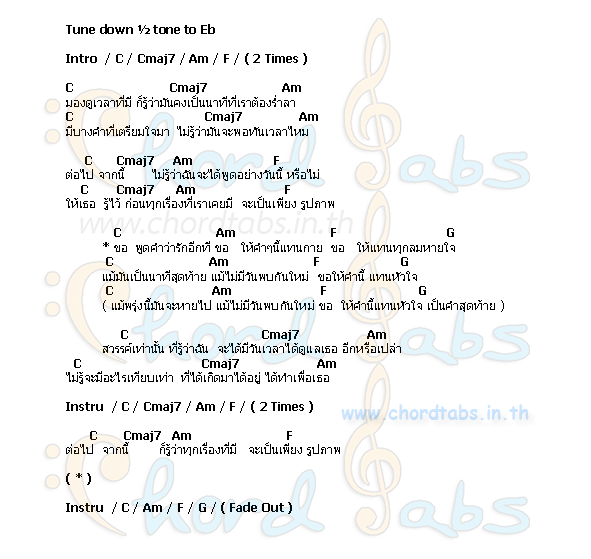 Tune down ½ tone to Eb
Intro / C / Cmaj7 / Am / F / ( 2 Times )
C Cmaj7 Am
มองดูเวลาที่มี ก็รู้ว่ามันคงเป็นนาทีที่เราต้องร่ำลา
C Cmaj7 Am
มีบางคำที่เตรียมใจมา ไม่รู้ว่ามันจะพอทันเวลาไหม
C Cmaj7 Am F
ต่อไป จากนี้ ไม่รู้ว่าฉันจะได้พูดอย่างวันนี้ หรือไม่
C Cmaj7 Am F
ให้เธอ รู้ไว้ ก่อนทุกเรื่องที่เราเคยมี จะเป็นเพียง รูปภาพ
www.chordtabs.in.th
C Am F G
* ขอ พูดคำว่ารักอีกที ขอ ให้คำๆนี้แทนกาย ขอ ให้แทนทุกลมหายใจ
C Am F G
แม้มันเป็นนาทีสุดท้าย แม้ไม่มีวันพบกันใหม่ ขอให้คำนี้ แทนหัวใจ
C Am F G
( แม้พรุ่งนี้มันจะหายไป แม้ไม่มีวันพบกันใหม่ ขอ ให้คำนี้แทนหัวใจ เป็นคำสุดท้าย )
C Cmaj7 Am
สวรรค์เท่านั้น ที่รู้ว่าฉัน จะได้มีวันเวลาได้ดูแลเธอ อีกหรือเปล่า
C Cmaj7 Am
ไม่รู้จะมีอะไรเทียบเท่า ที่ได้เกิดมาได้อยู่ ได้ทำเพื่อเธอ
Instru / C / Cmaj7 / Am / F / ( 2 Times )
www.chordtabs.in.th
C Cmaj7 Am F
ต่อไป จากนี้ ก็รู้ว่าทุกเรื่องที่มี จะเป็นเพียง รูปภาพ
( * )
Instru / C / Am / F / G / ( Fade Out )
Chord Tabs
Chord Tabs
Chord Tabs